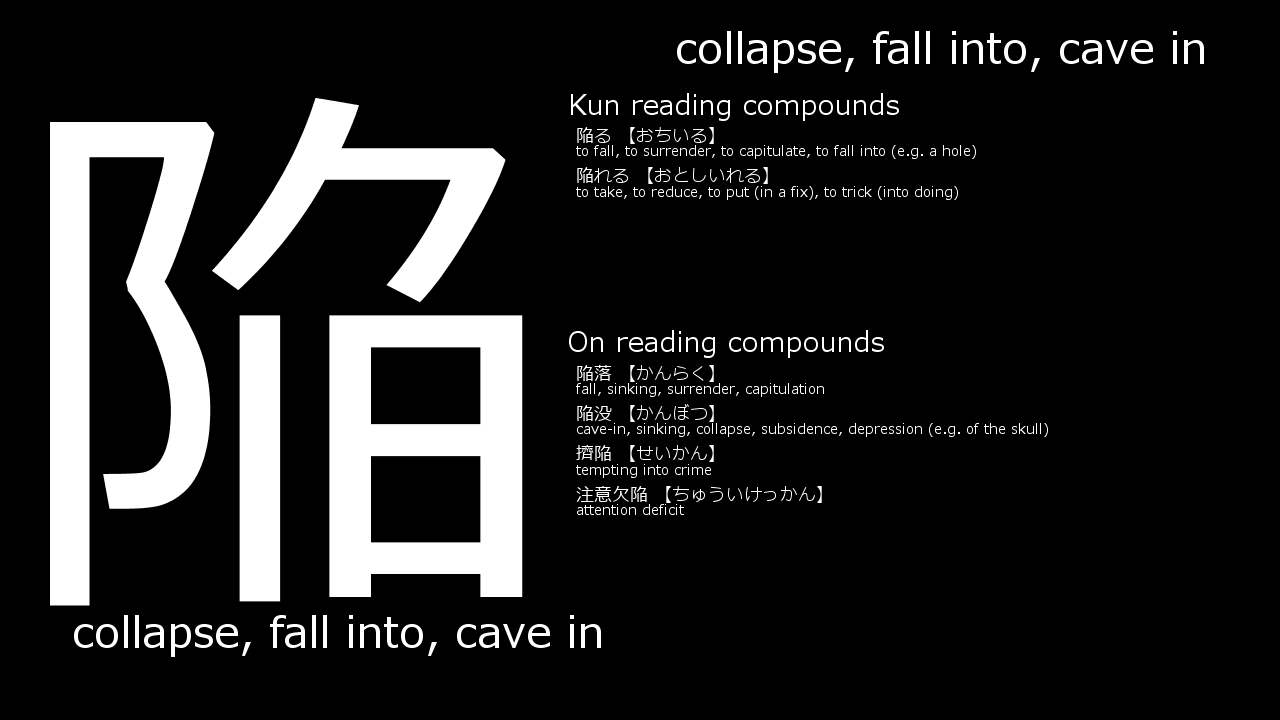 collapse, fall into, cave in
陥
Kun reading compounds
陥る 【おちいる】
to fall, to surrender, to capitulate, to fall into (e.g. a hole)
陥れる 【おとしいれる】
to take, to reduce, to put (in a fix), to trick (into doing)
On reading compounds
陥落 【かんらく】
fall, sinking, surrender, capitulation
陥没 【かんぼつ】
cave-in, sinking, collapse, subsidence, depression (e.g. of the skull)
擠陥 【せいかん】
tempting into crime
注意欠陥 【ちゅういけっかん】
attention deficit
collapse, fall into, cave in